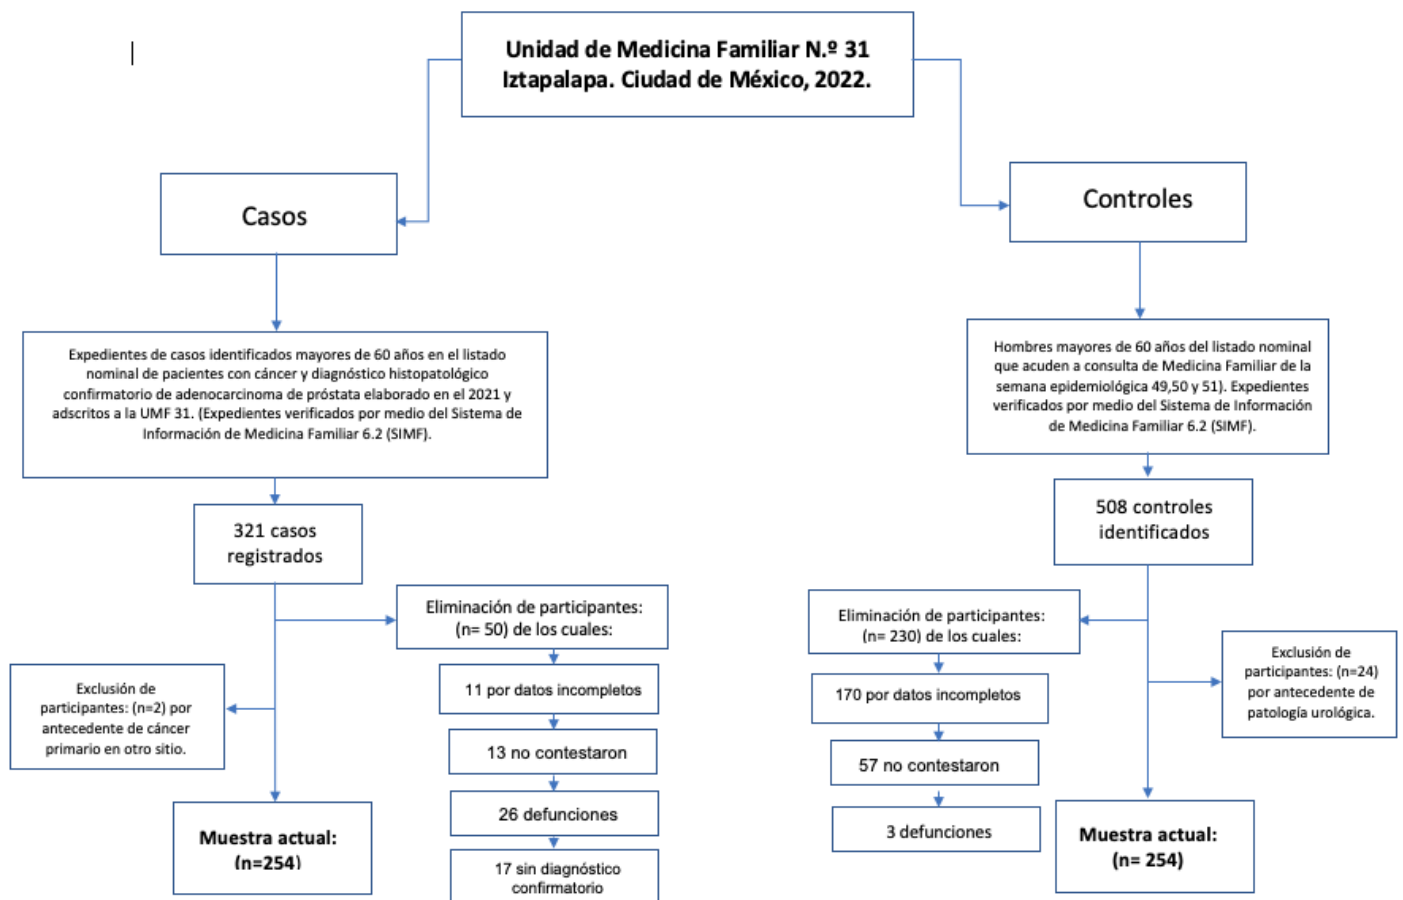 Unidad de Medicina Familiar N.º 31
Iztapalapa. Ciudad de México, 2022.
Casos
Expedientes de casos identificados mayores de 60 años en el listado
nominal de pacientes con cáncer y diagnóstico histopatológico
confirmatorio de adenocarcinoma de próstata elaborado en el 2021 y
adscritos a la UMF 31. (Expedientes verificados por medio del Sistema de
Información de Medicina Familiar 6.2 (SIMF).
321 casos
registrados
Eliminación de participantes:
(n= 50) de los cuales:
11 por datos incompletos
13 no contestaron
26 defunciones
17 sin diagnóstico
confirmatorio
Exclusión de
participantes: (n=2) por
antecedente de cáncer
primario en otro sitio.
Muestra actual:
(n=254)
Controles
Hombres mayores de 60 años del listado nominal
que acuden a consulta de Medicina Familiar de la
semana epidemiológica 49,50 y 51). Expedientes
verificados por medio del Sistema de Información
de Medicina Familiar 6.2 (SIMF).
508 controles
identificados
Eliminación de participantes:
(n= 230) de los cuales:
170 por datos incompletos
57 no contestaron
3 defunciones
Exclusión de
participantes: (n=24)
por antecedente de
patología urológica.
Muestra actual:
(n= 254)